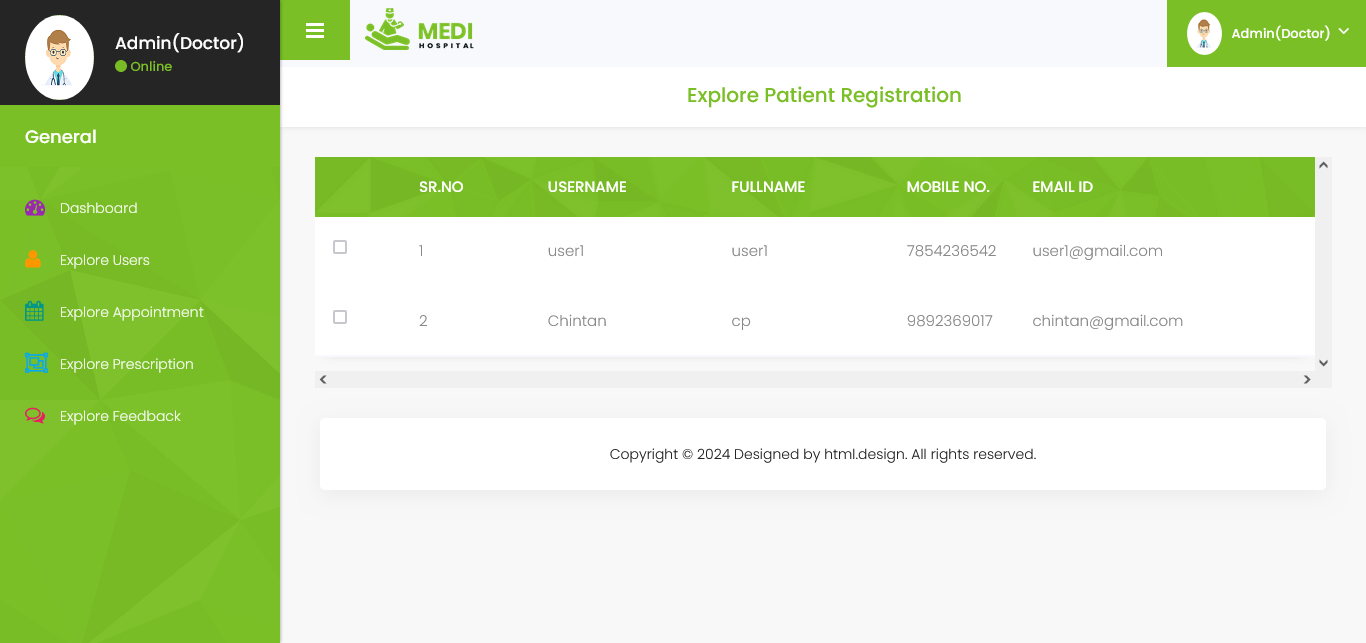 Admin(Doctor)
Online
MEDI
HOSPITAL
Admin(Doctor)
Explore Patient Registration
General
Dashboard
Explore Users
Explore Appointment
Explore Prescription
Explore Feedback
SR.NO USERNAME FULLNAME MOBILE NO. EMAIL ID
1 user1 user1 7854236542 user1@gmail.com
2 Chintan cp 9892369017 chintan@gmail.com
Copyright © 2024 Designed by html.design. All rights reserved.